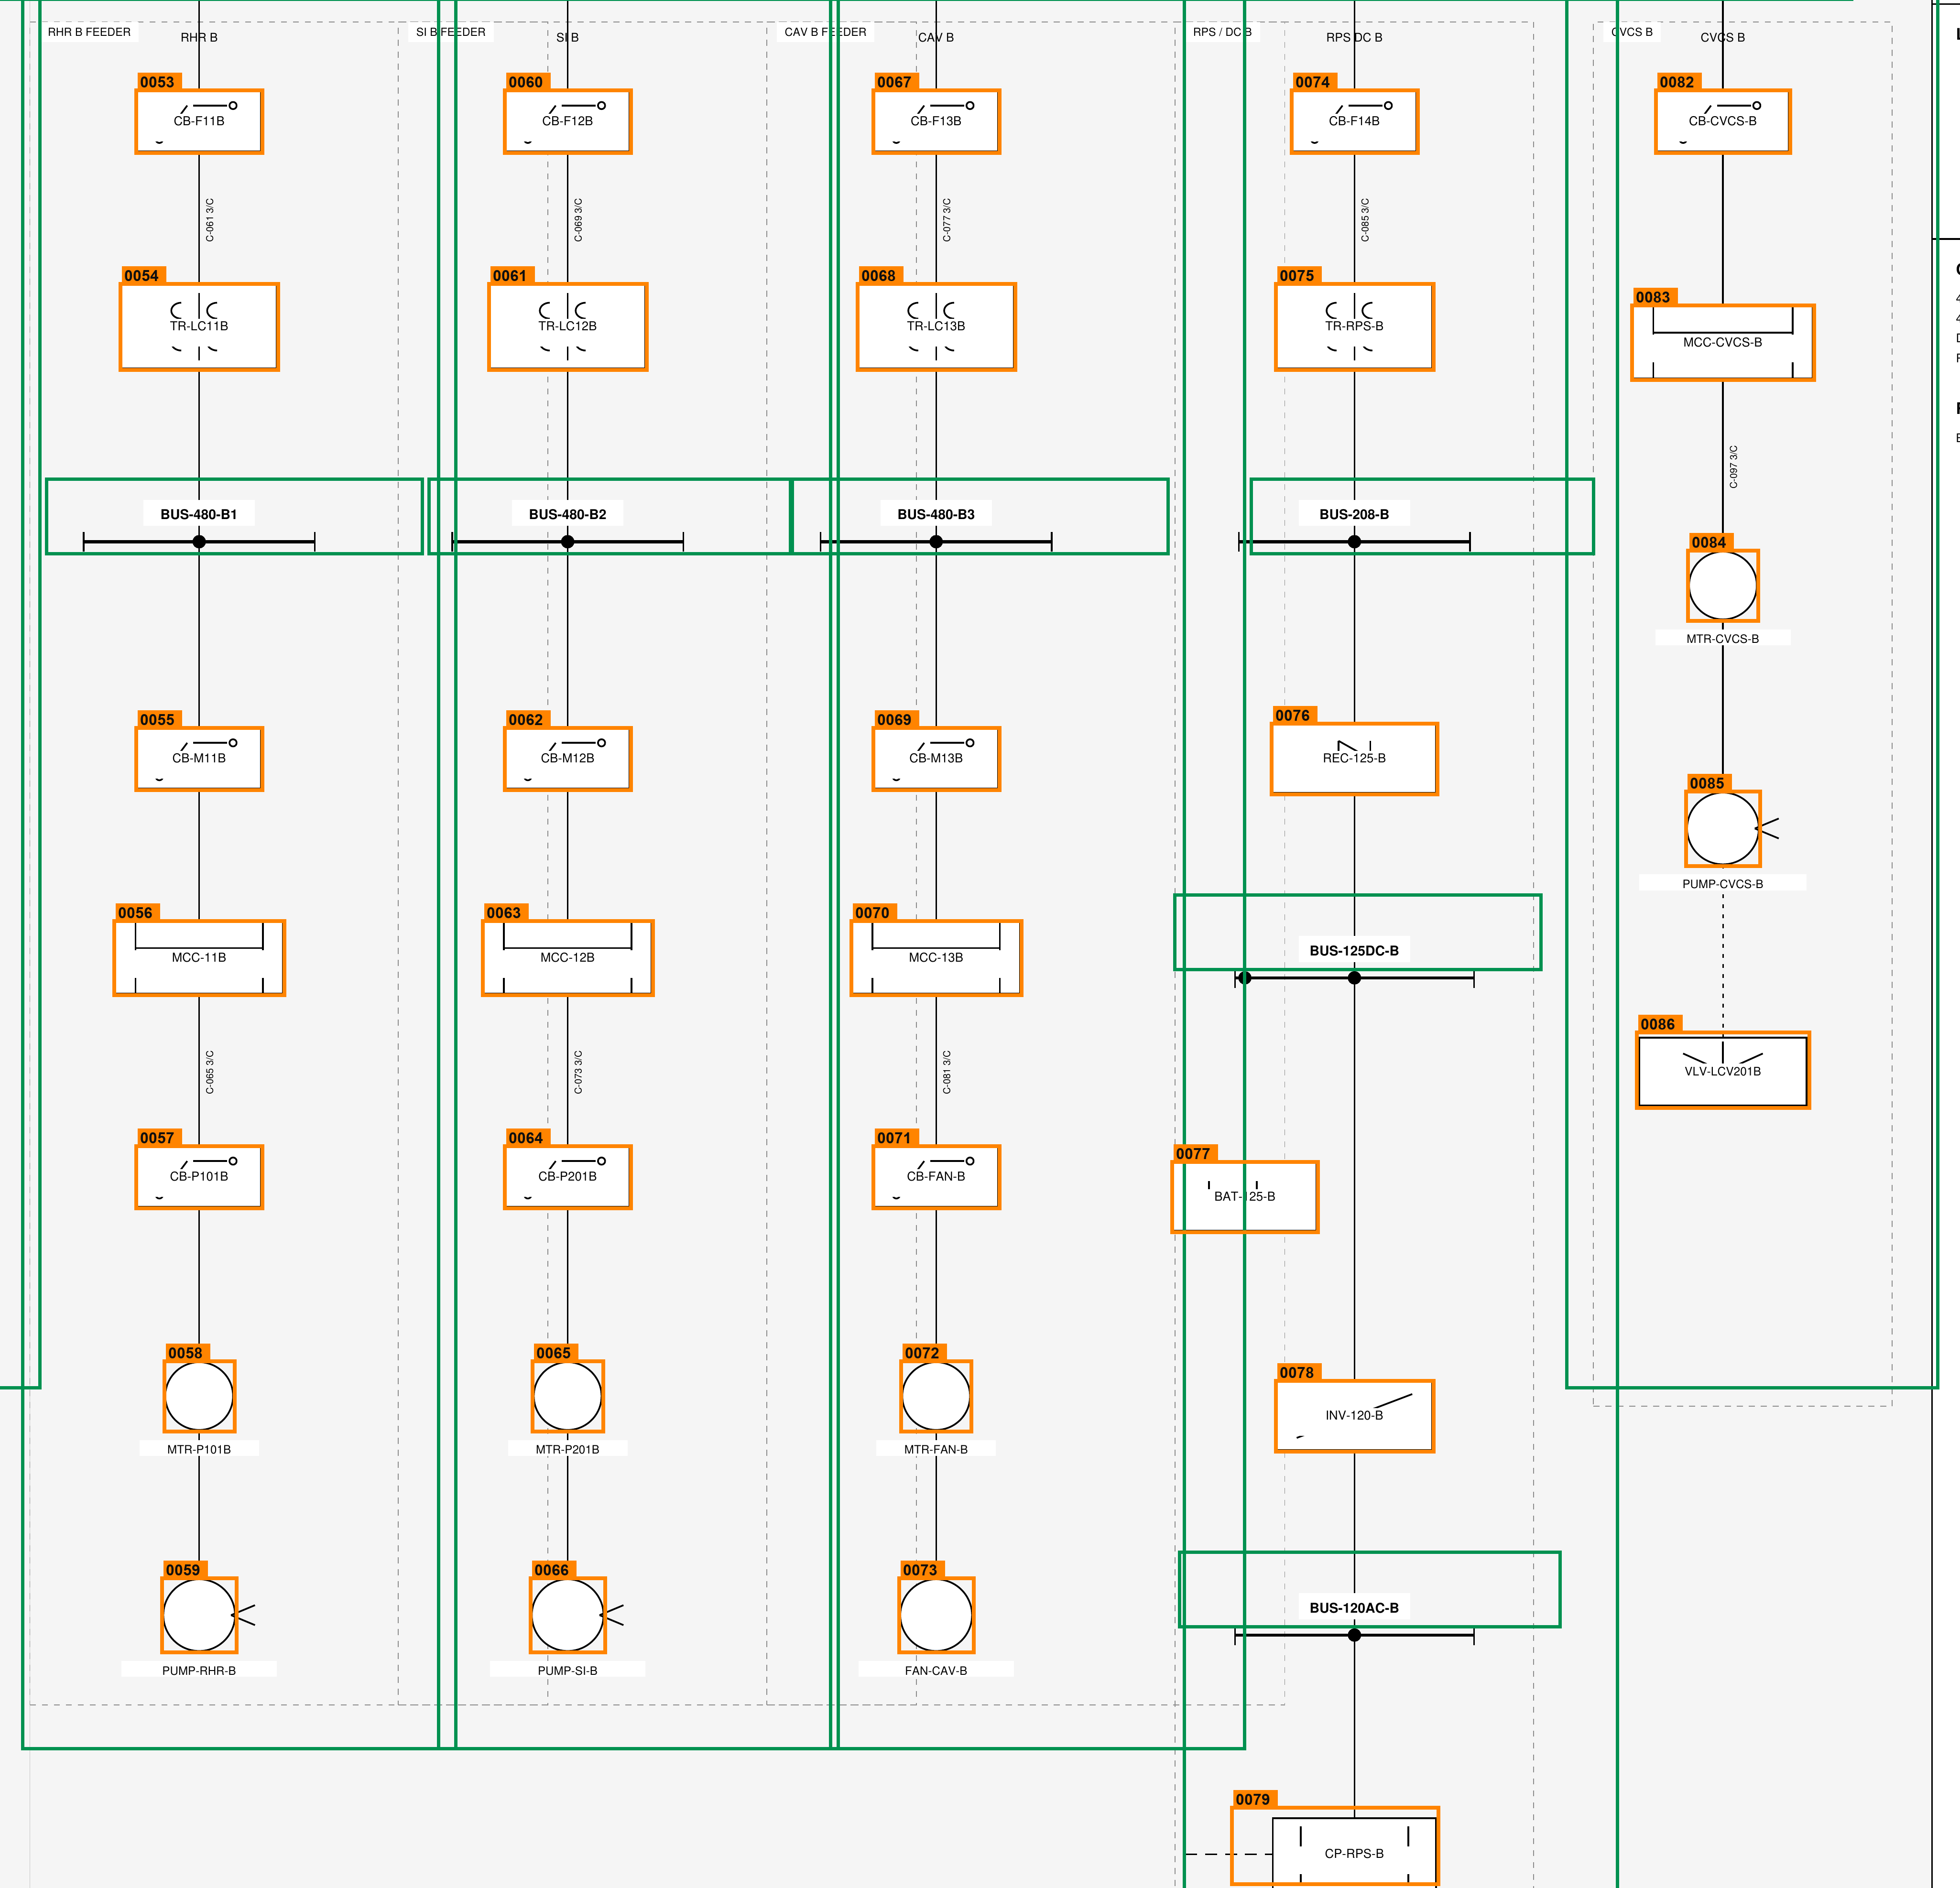 RHR B FEEDER
RHR B
SI B FEEDER
SI B
CAV B FEEDER
CAV B
RPS / DC B
RPS DC B
CVCS B
CVCS B
0053
CB-F11B
0060
CB-F12B
0067
CB-F13B
0074
CB-F14B
0082
CB-CVCS-B
C-061 3/C
C-069 3/C
C-077 3/C
C-085 3/C
0054
TR-LC11B
0061
TR-LC12B
0068
TR-LC13B
0075
TR-RPS-B
0083
MCC-CVCS-B
C-097 3/C
BUS-480-B1
BUS-480-B2
BUS-480-B3
BUS-208-B
0084
MTR-CVCS-B
0055
CB-M11B
0062
CB-M12B
0069
CB-M13B
0076
REC-125-B
0085
PUMP-CVCS-B
0056
MCC-11B
0063
MCC-12B
0070
MCC-13B
BUS-125DC-B
0086
VLV-LCV201B
C-065 3/C
C-073 3/C
C-081 3/C
0057
CB-P101B
0064
CB-P201B
0071
CB-FAN-B
0077
BAT-125-B
0058
MTR-P101B
0065
MTR-P201B
0072
MTR-FAN-B
0078
INV-120-B
0059
PUMP-RHR-B
0066
PUMP-SI-B
0073
FAN-CAV-B
BUS-120AC-B
0079
CP-RPS-B